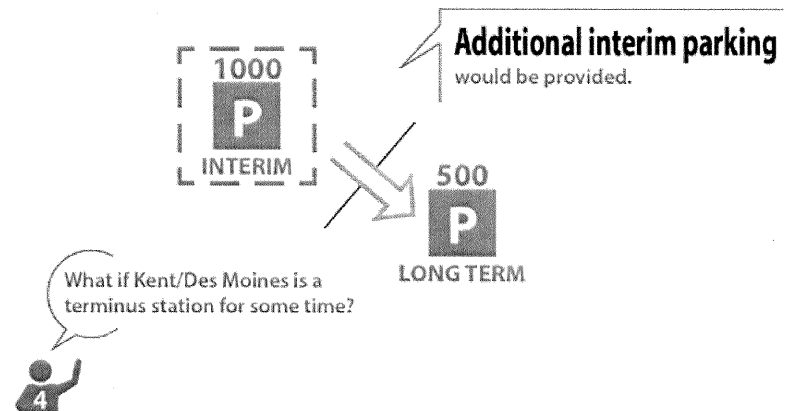 Additional interim parking
would be provided.
1000
P
INTERIM
500
P
LONG TERM
What if Kent/Des Moines is a
terminus station for some time?
4